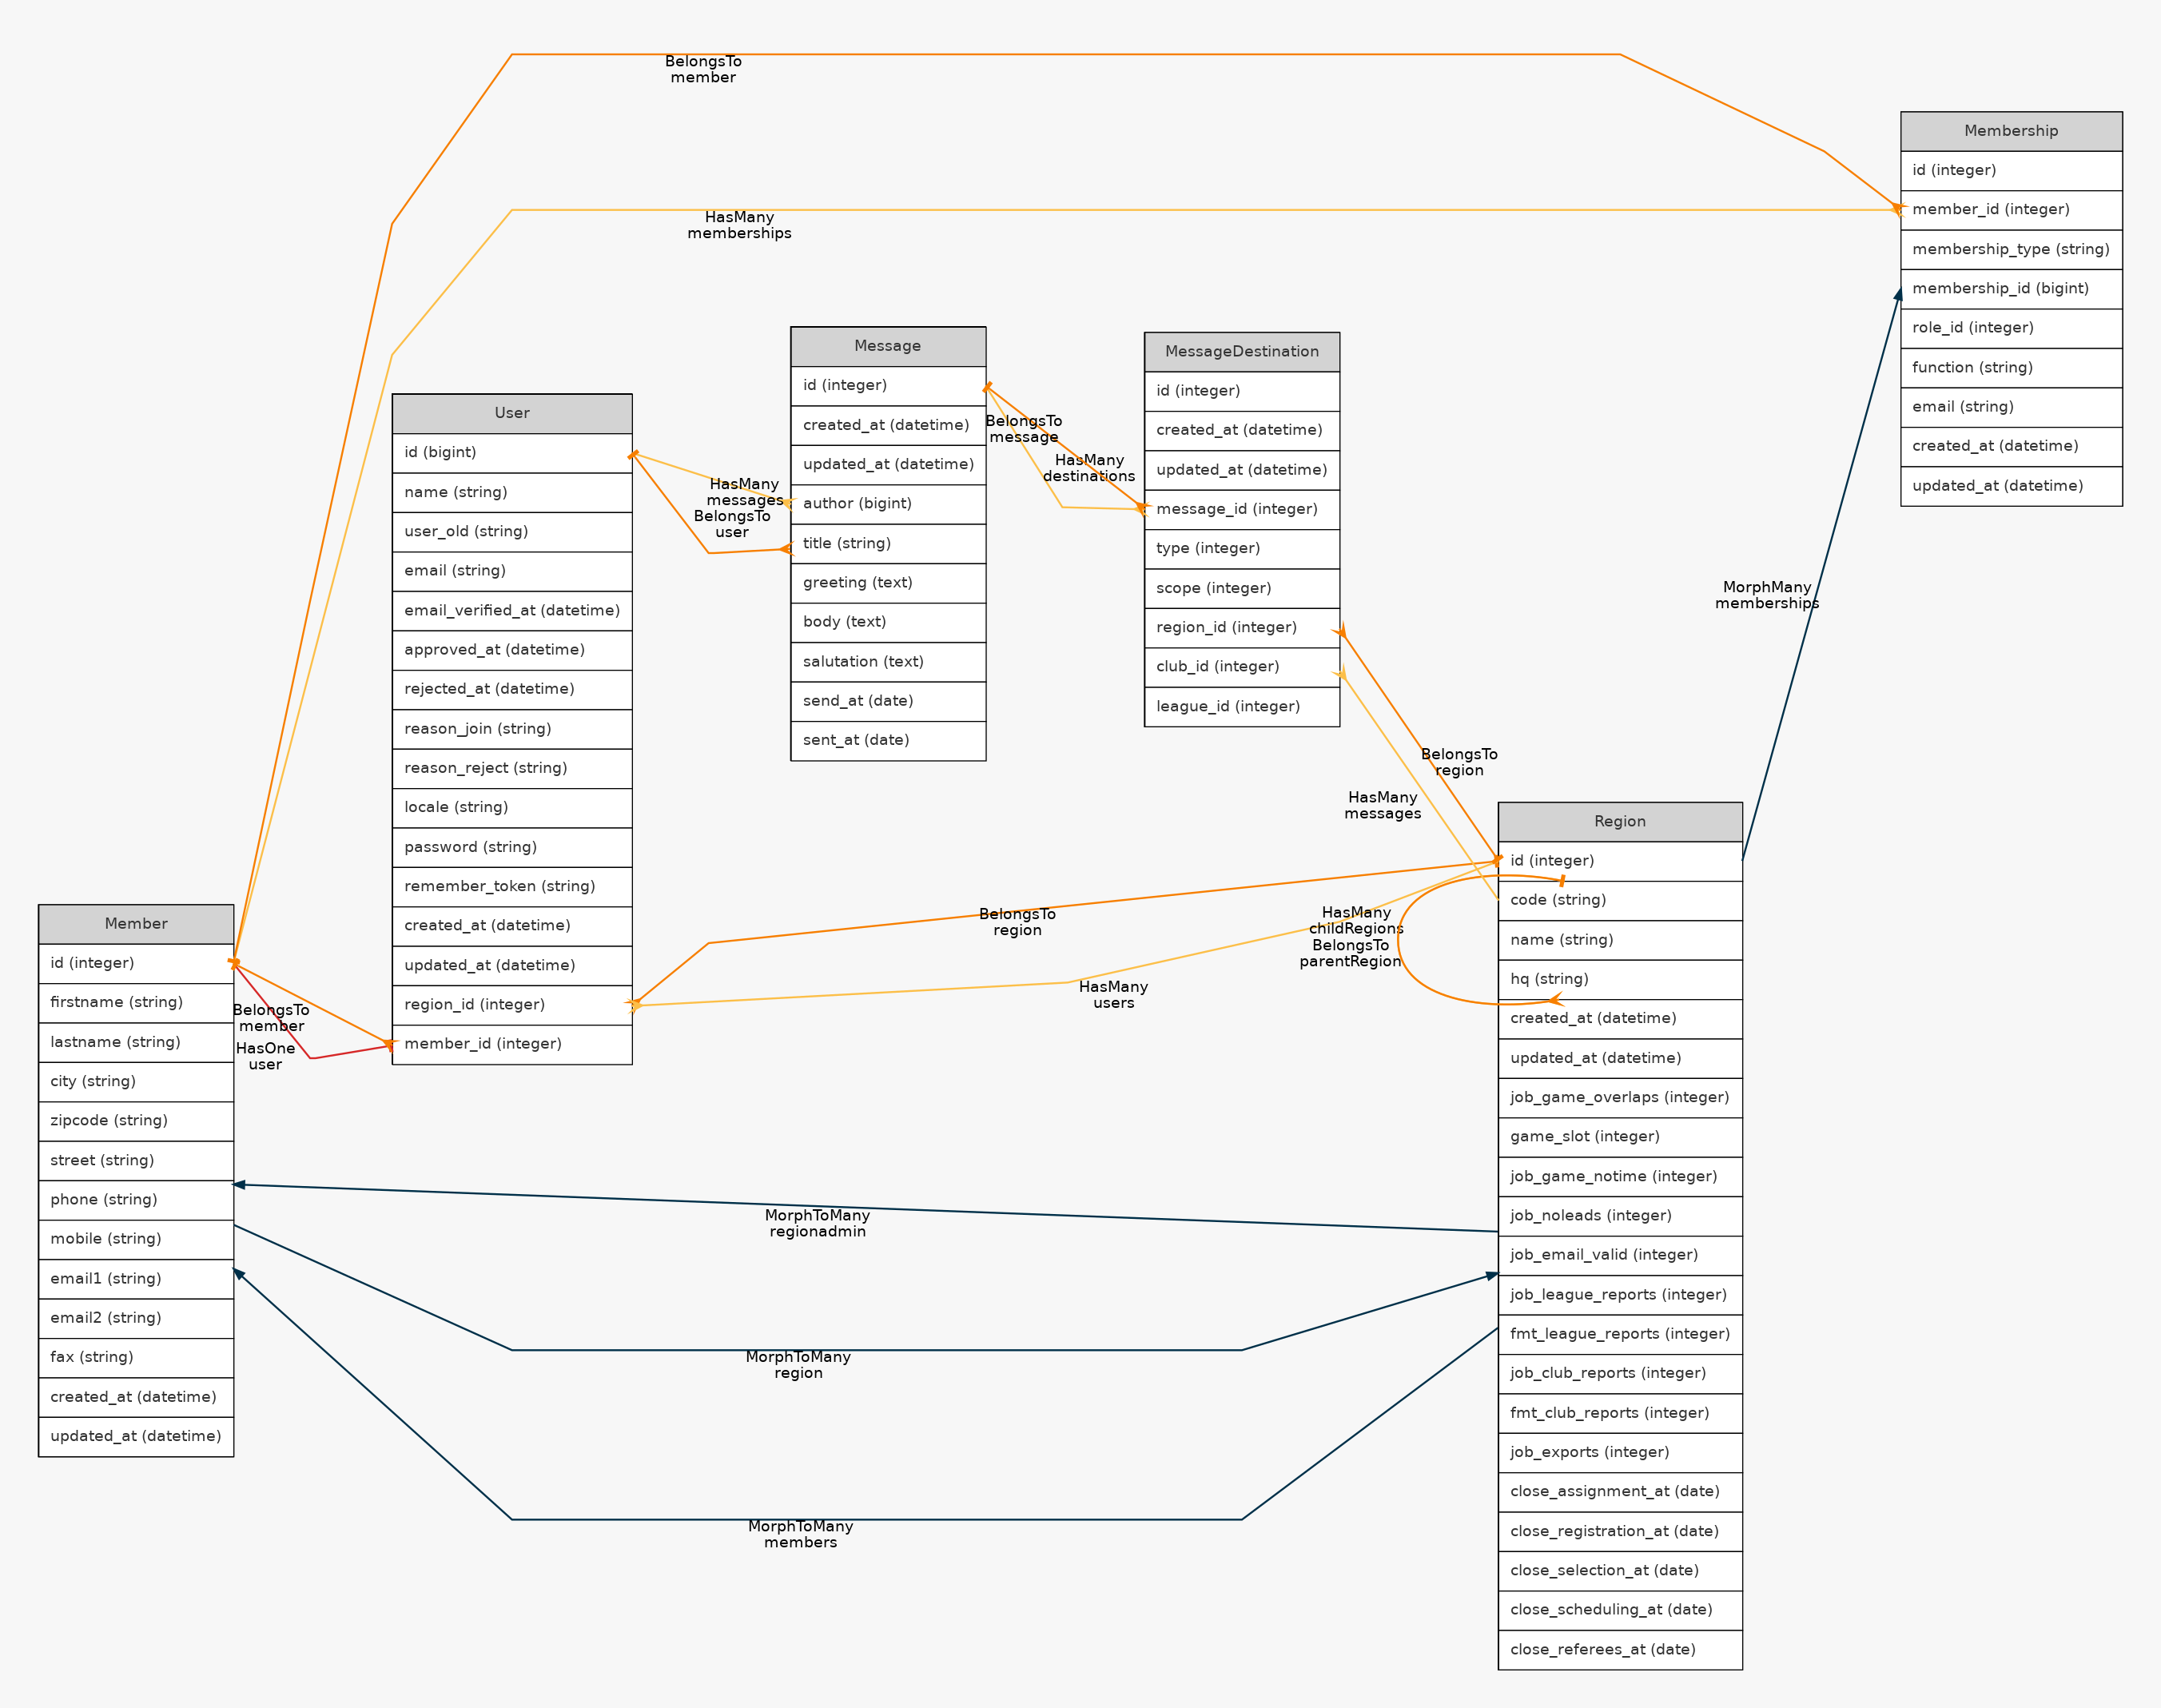 BelongsTo
member
HasMany
memberships
Membership
id (integer)
member_id (integer)
membership_type (string)
membership_id (bigint)
role_id (integer)
function (string)
email (string)
created_at (datetime)
updated_at (datetime)
MorphMany
memberships
Message
id (integer)
created_at (datetime)
updated_at (datetime)
author (bigint)
title (string)
greeting (text)
body (text)
salutation (text)
send_at (date)
sent_at (date)
BelongsTo
message
HasMany
destinations
MessageDestination
id (integer)
created_at (datetime)
updated_at (datetime)
message_id (integer)
type (integer)
scope (integer)
region_id (integer)
club_id (integer)
league_id (integer)
User
id (bigint)
name (string)
user_old (string)
email (string)
email_verified_at (datetime)
approved_at (datetime)
rejected_at (datetime)
reason_join (string)
reason_reject (string)
locale (string)
password (string)
remember_token (string)
created_at (datetime)
updated_at (datetime)
region_id (integer)
member_id (integer)
HasMany
messages
BelongsTo
user
BelongsTo
region
HasMany
messages
BelongsTo
region
HasMany
users
HasMany
childRegions
BelongsTo
parentRegion
Region
id (integer)
code (string)
name (string)
hq (string)
created_at (datetime)
updated_at (datetime)
job_game_overlaps (integer)
game_slot (integer)
job_game_notime (integer)
job_noleads (integer)
job_email_valid (integer)
job_league_reports (integer)
fmt_league_reports (integer)
job_club_reports (integer)
fmt_club_reports (integer)
job_exports (integer)
close_assignment_at (date)
close_registration_at (date)
close_selection_at (date)
close_scheduling_at (date)
close_referees_at (date)
Member
id (integer)
firstname (string)
lastname (string)
city (string)
zipcode (string)
street (string)
phone (string)
mobile (string)
email1 (string)
email2 (string)
fax (string)
created_at (datetime)
updated_at (datetime)
BelongsTo
member
HasOne
user
MorphToMany
regionadmin
MorphToMany
region
MorphToMany
members